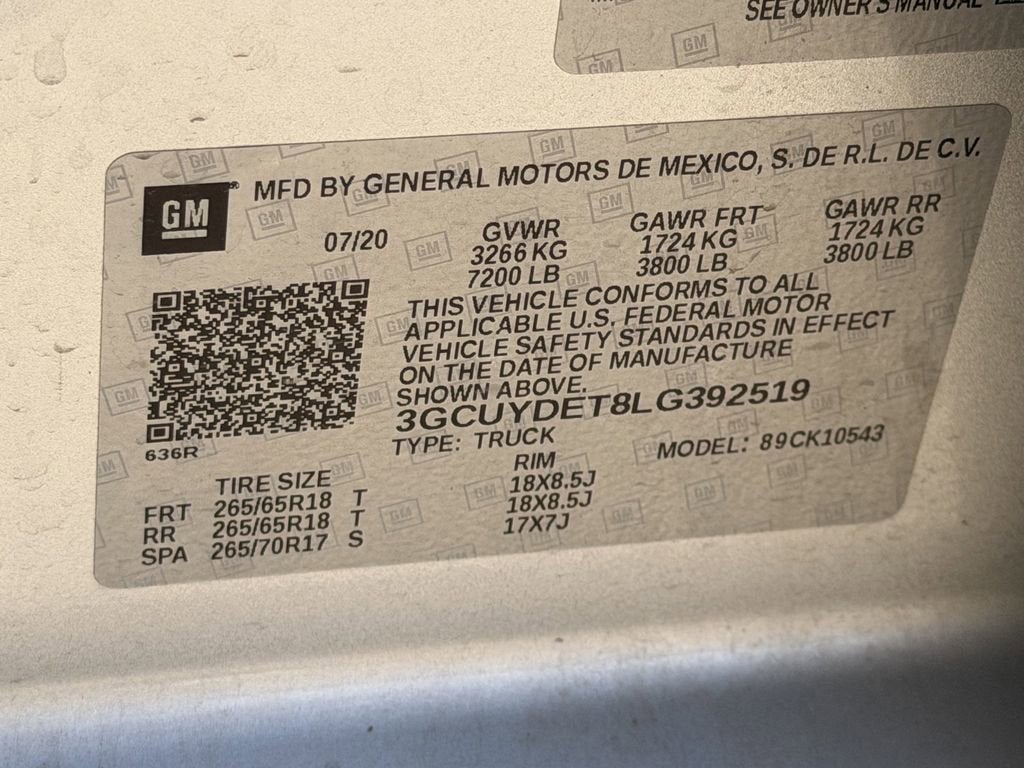 SEE OWNER'S MANUAL
GM
MFD BY GENERAL MOTORS DE MEXICO, S. DE R.L. DE C.V.
07/20
GVWR GAWR FRT GAWR RR
3266 KG 1724 KG 1724 KG
7200 LB 3800 LB 3800 LB
THIS VEHICLE CONFORMS TO ALL
APPLICABLE U.S. FEDERAL MOTOR
VEHICLE SAFETY STANDARDS IN EFFECT
ON THE DATE OF MANUFACTURE
SHOWN ABOVE.
3GCUYDET8LG392519
636R
TYPE: TRUCK MODEL: 89CK10543
TIRE SIZE RIM
FRT 265/65R18 T 18X8.5J
RR 265/65R18 T 18X8.5J
SPA 265/70R17 S 17X7J